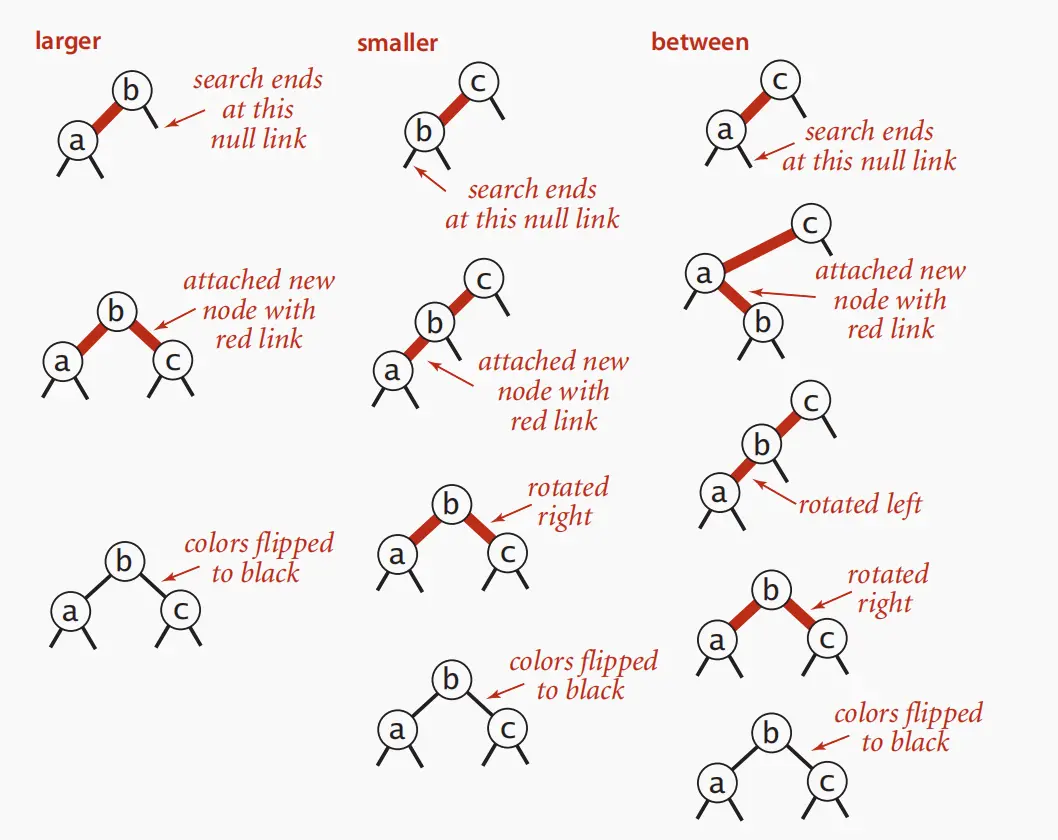 larger
b
search ends
at this
null link
a
attached new
node with
red link
b
a
c
colors flipped
to black
b
a
c
smaller
c
b
search ends
at this null link
c
b
a
attached new
node with
red link
rotated
right
b
a
c
colors flipped
to black
b
a
c
between
c
a
search ends
at this null link
c
a
attached new
node with
red link
b
c
b
a
rotated left
rotated
right
b
a
c
colors flipped
to black
b
a
c